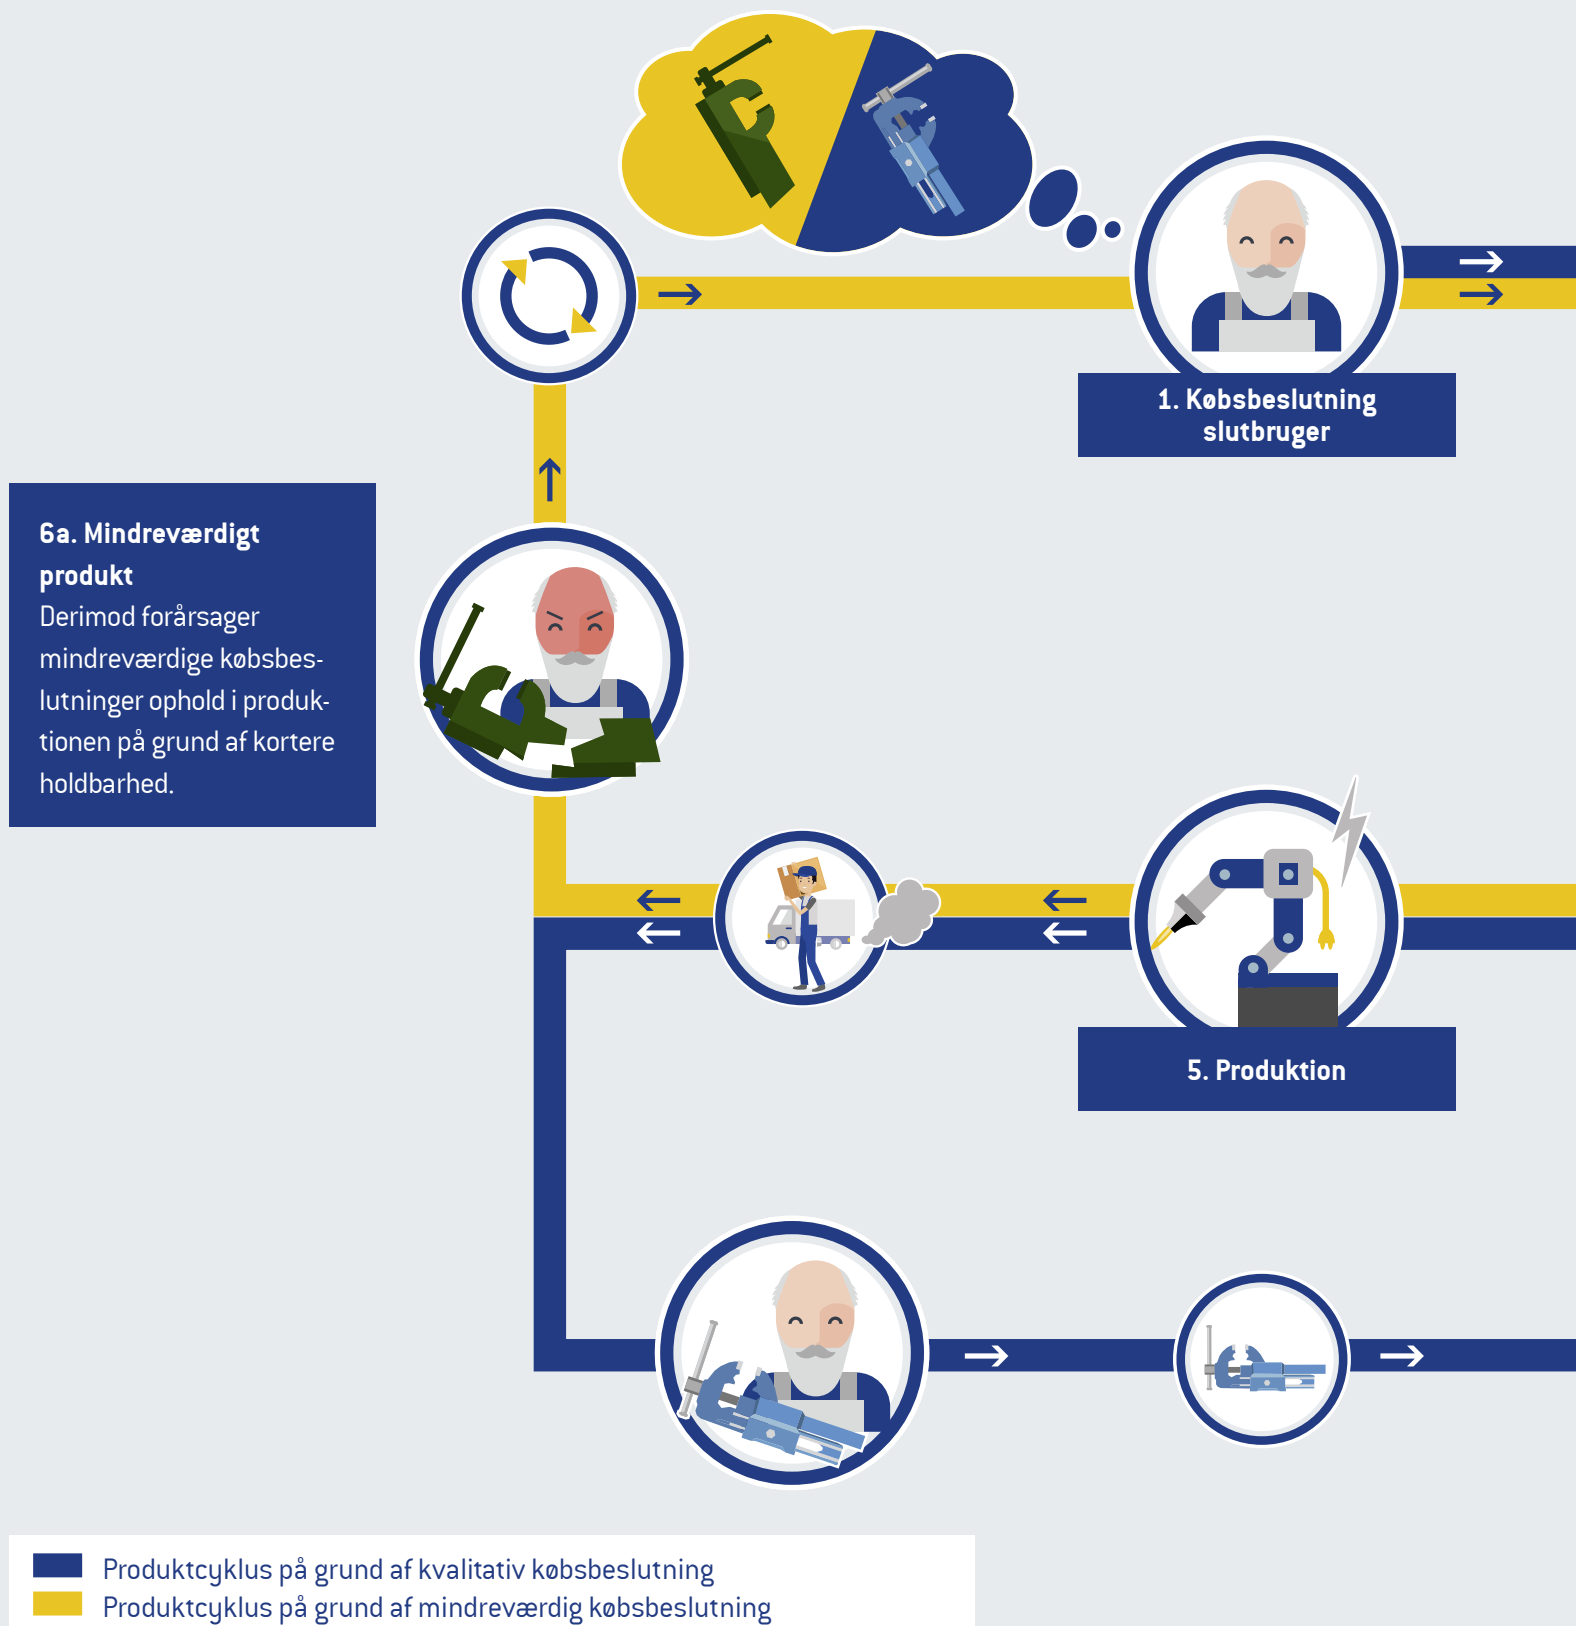 1. Købsbeslutning
slutbruger
6a. Mindreværdigt
produkt
Derimod forårsager
mindreværdige købsbes-
lutninger ophold i produk-
tionen på grund af kortere
holdbarhed.
5. Produktion
Produktcyklus på grund af kvalitativ købsbeslutning
Produktcyklus på grund af mindreværdig købsbeslutning